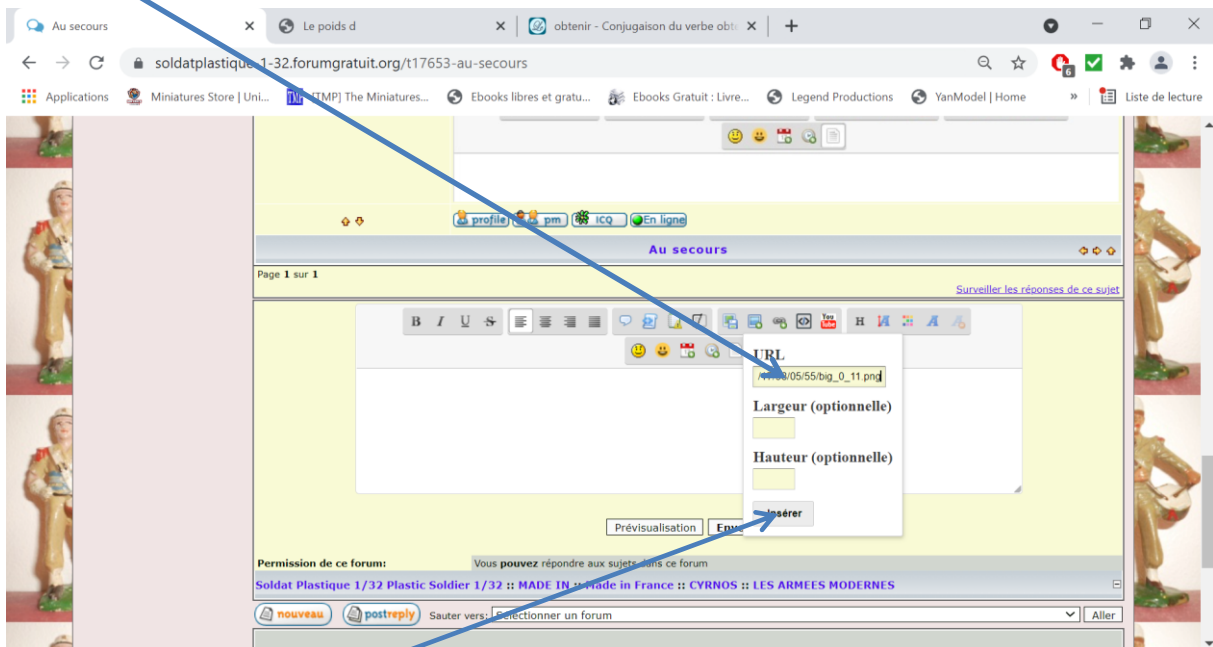 Au secours
Le poids d
obtenir - Conjugaison du verbe obte
soldatplastique-1-32.forumgratuit.org/t17653-au-secours
6
Applications
Miniatures Store | Uni...
[TMP] The Miniatures...
Ebooks libres et gratu...
Ebooks Gratuit : Livre...
Legend Productions
YanModel | Home
»
Liste de lecture
profile pm ICQ En ligne
Au secours
Page 1 sur 1
Surveiller les réponses de ce sujet
B I U S
You Tube
H A A A
URL
/05/55/big_0_11.png
Largeur (optionnelle)
Hauteur (optionnelle)
Insérer
Prévisualisation
Permission de ce forum:
Vous pouvez répondre aux sujets dans ce forum
Soldat Plastique 1/32 Plastic Soldier 1/32 :: MADE IN :: Made in France :: CYRNOS :: LES ARMEES MODERNES
nouveau postreply Sauter vers: Sélectionner un forum Aller